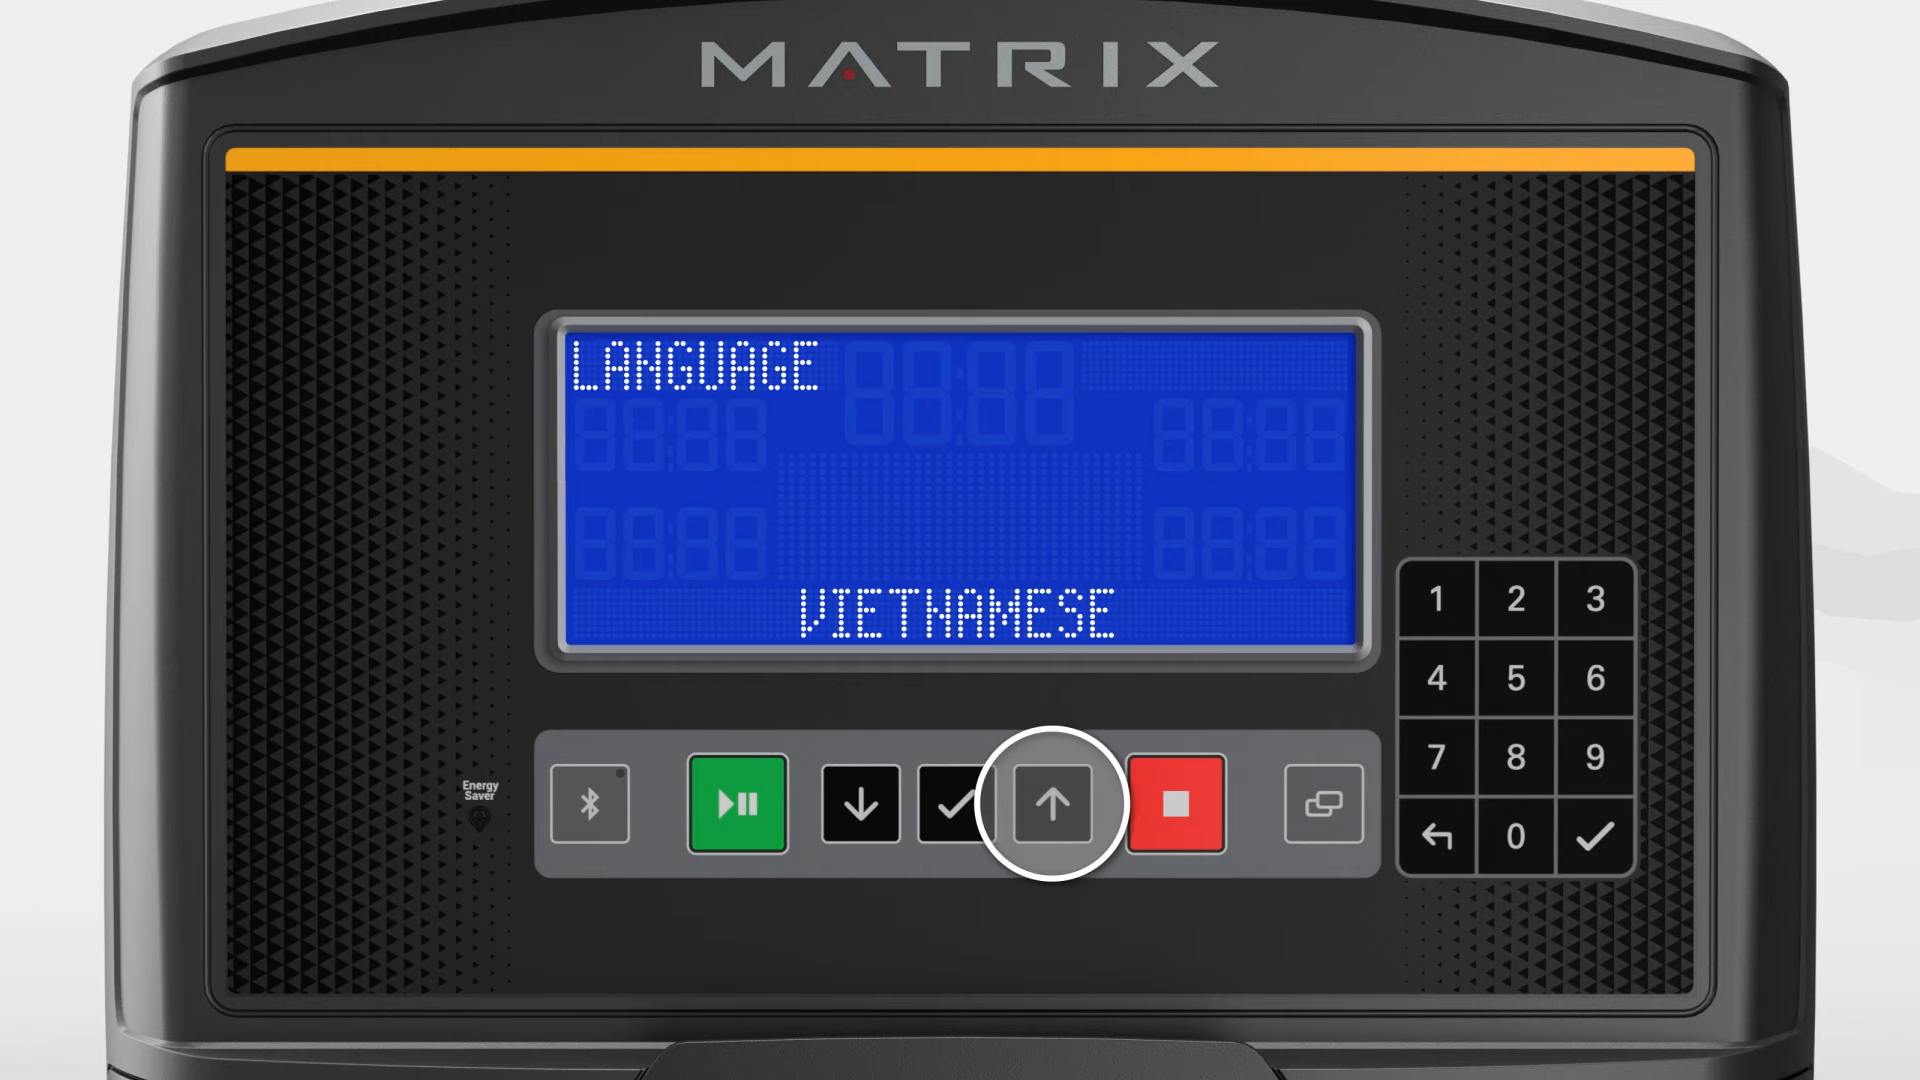 MATRIX
LANGUAGE
VIETNAMESE
Energy
Saver
1 2 3
4 5 6
7 8 9
0